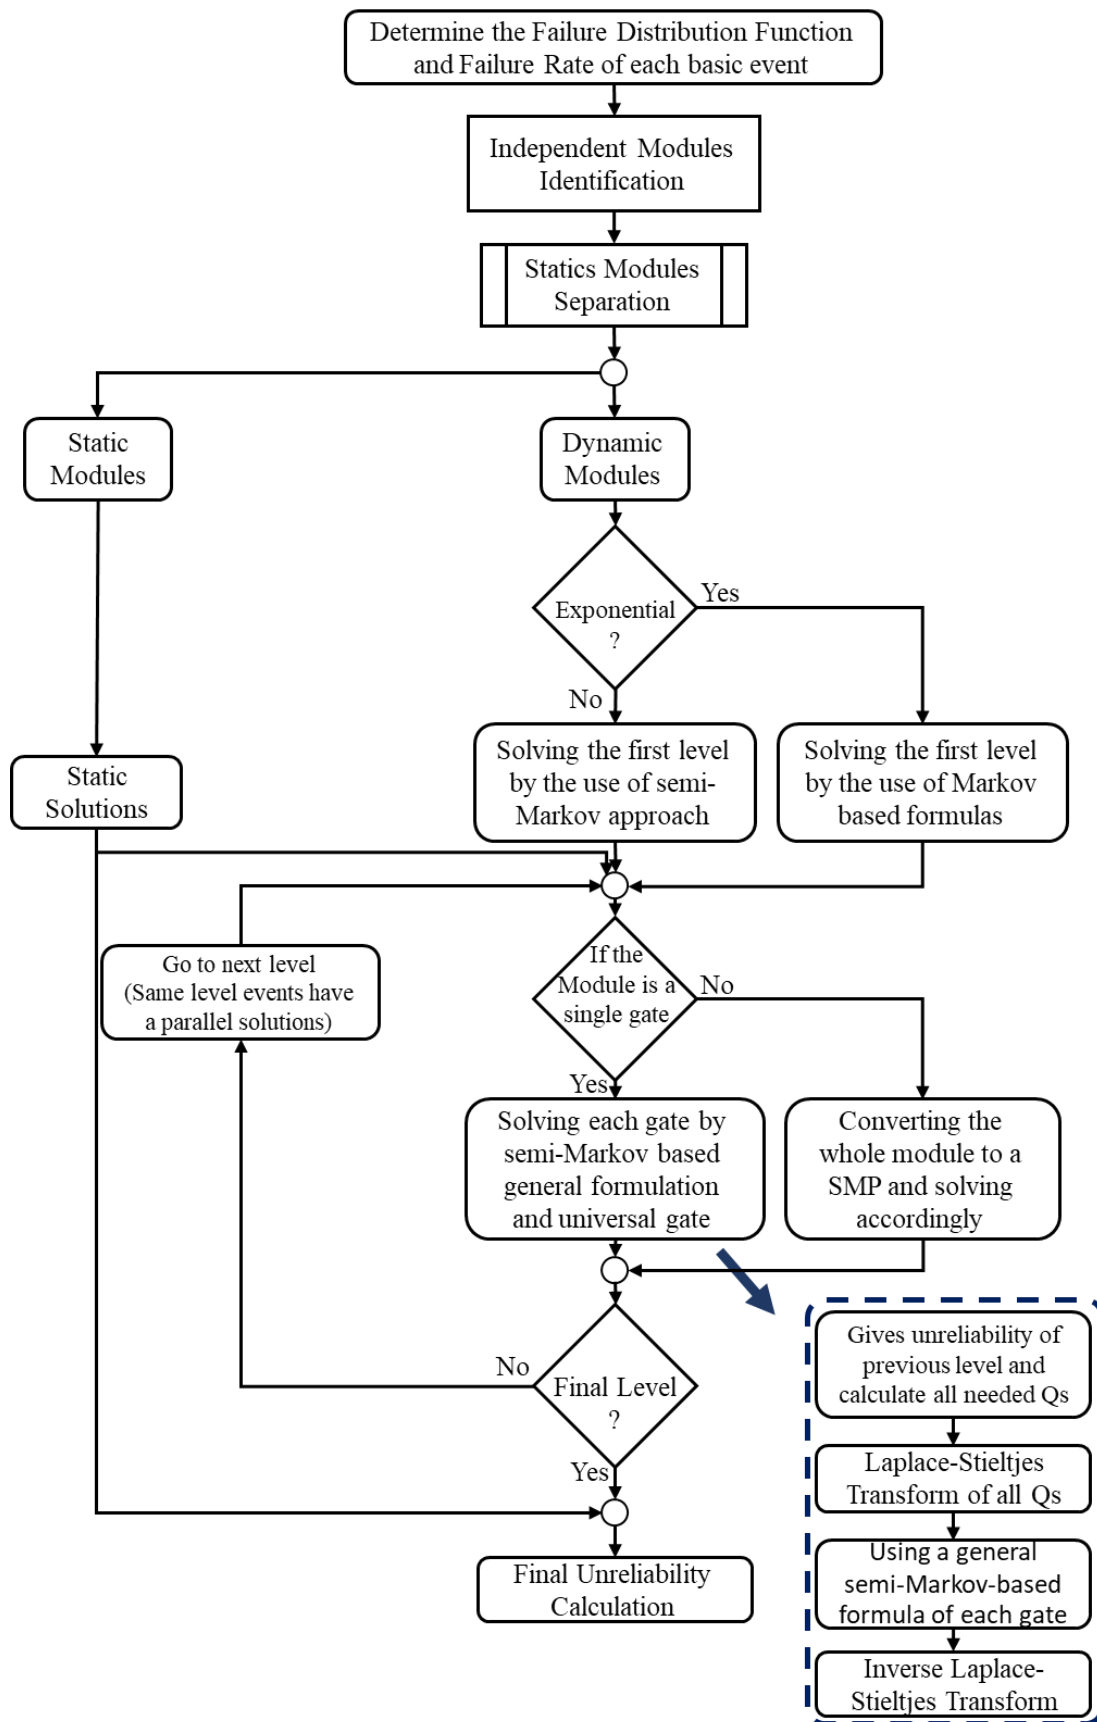 Determine the Failure Distribution Function
and Failure Rate of each basic event
Independent Modules
Identification
Statics Modules
Separation
Static
Modules
Dynamic
Modules
Exponential
?
Yes
No
Static
Solutions
Solving the first level
by the use of semi-
Markov approach
Solving the first level
by the use of Markov
based formulas
Go to next level
(Same level events have
a parallel solutions)
If the
Module is a
single gate
No
Yes
Solving each gate by
semi-Markov based
general formulation
and universal gate
Converting the
whole module to a
SMP and solving
accordingly
No
Final Level
?
Yes
Final Unreliability
Calculation
Gives unreliability of
previous level and
calculate all needed Qs
Laplace-Stieltjes
Transform of all Qs
Using a general
semi-Markov-based
formula of each gate
Inverse Laplace-
Stieltjes Transform